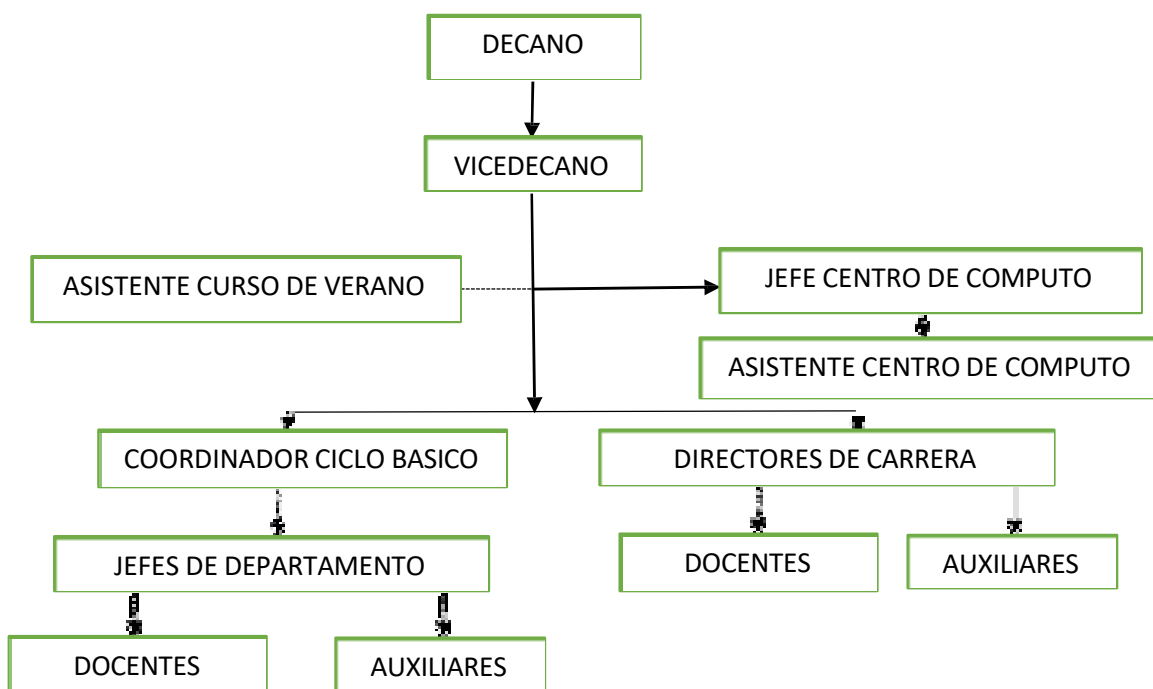 DECANO
VICEDECANO
ASISTENTE CURSO DE VERANO
JEFE CENTRO DE COMPUTO
ASISTENTE CENTRO DE COMPUTO
COORDINADOR CICLO BASICO
DIRECTORES DE CARRERA
JEFES DE DEPARTAMENTO
DOCENTES
AUXILIARES
DOCENTES
AUXILIARES